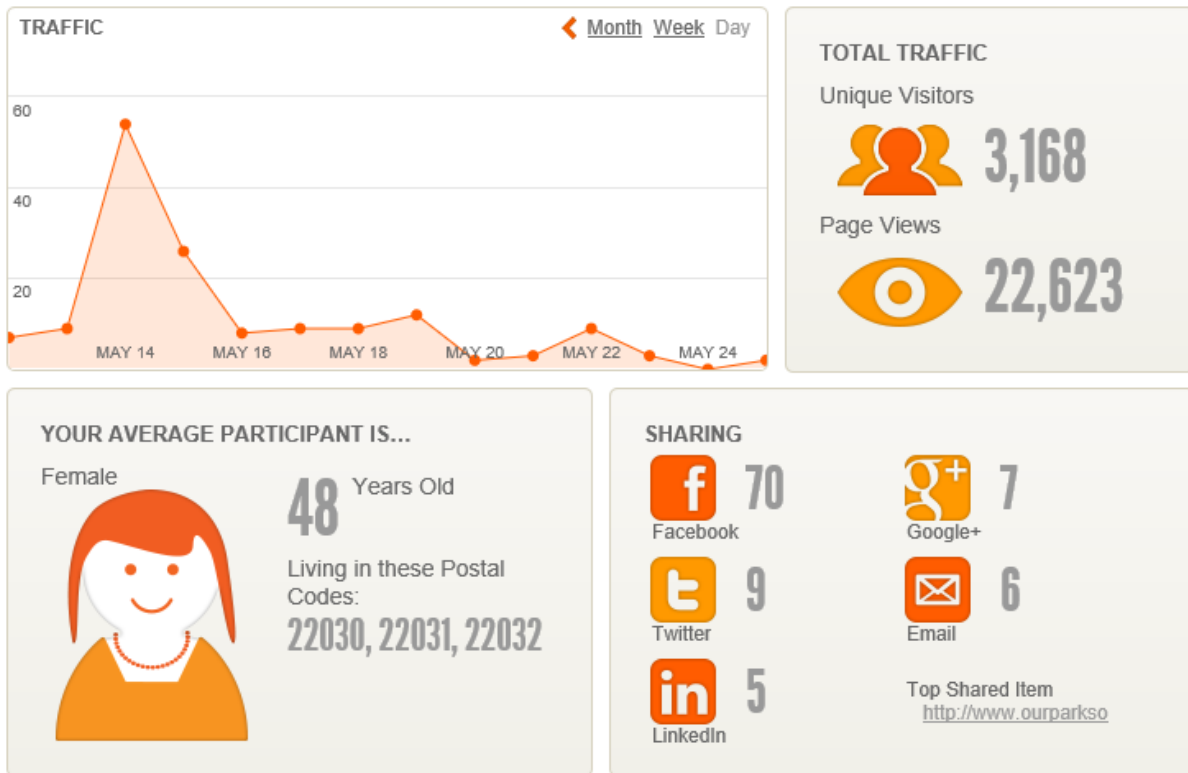 TRAFFIC
Month Week Day
60
40
20
MAY 14 MAY 16 MAY 18 MAY 20 MAY 22 MAY 24
TOTAL TRAFFIC
Unique Visitors
3,168
Page Views
22,623
YOUR AVERAGE PARTICIPANT IS...
Female
48 Years Old
Living in these Postal
Codes:
22030, 22031, 22032
SHARING
f 70
Facebook
g+ 7
Google+
t 9
Twitter
6
Email
in 5
LinkedIn
Top Shared Item
http://www.ourparkso